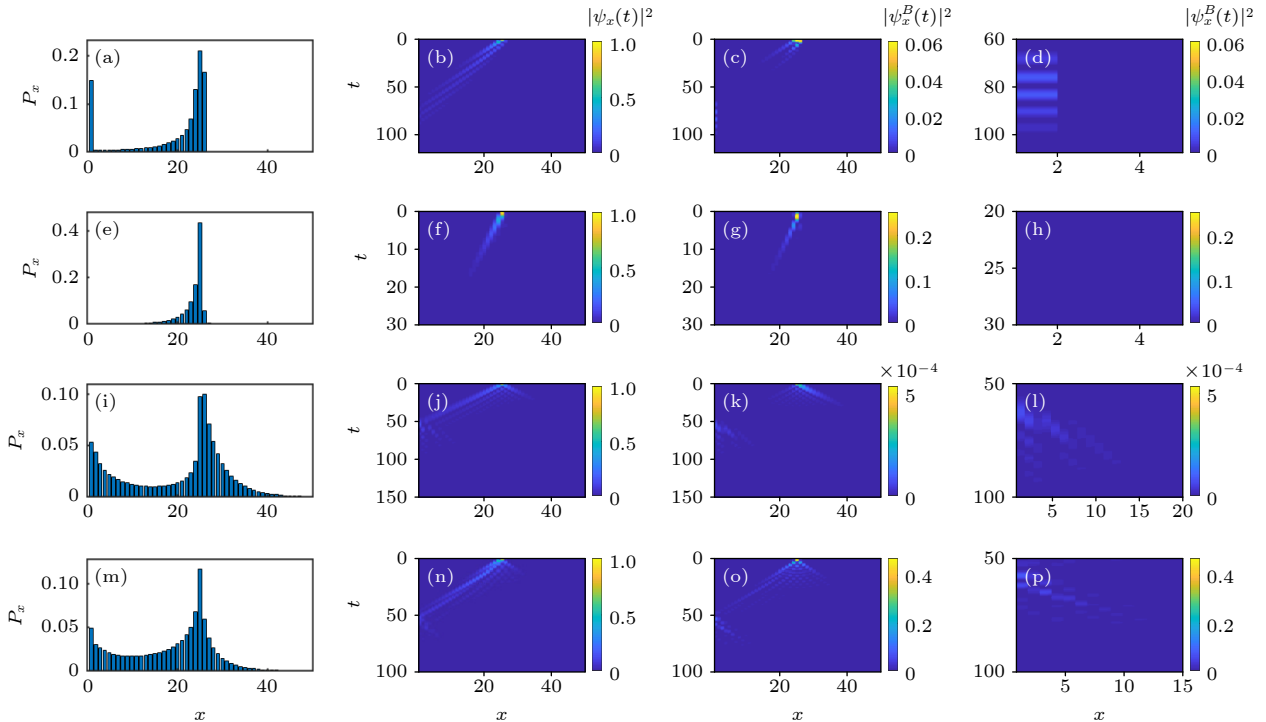 |ψ_x(t)|² |ψ_x^B(t)|² |ψ_x^B(t)|²
P_x 0.2 0.1 0 (a) 0 20 40
t 0 50 100 (b) 20 40 1.0 0.5 0
0 50 100 (c) 20 40 0.06 0.04 0.02 0
60 80 100 (d) 2 4 0.06 0.04 0.02 0
P_x 0.4 0.2 0 (e) 0 20 40
t 0 10 20 30 (f) 20 40 1.0 0.5 0
0 10 20 30 (g) 20 40 0.2 0.1 0
20 25 30 (h) 2 4 0.2 0.1 0
P_x 0.10 0.05 0 (i) 0 20 40
t 0 50 100 150 (j) 20 40 1.0 0.5 0
0 50 100 150 (k) 20 40 ×10⁻⁴ 5 0
50 100 (l) 5 10 15 20 ×10⁻⁴ 5 0
P_x 0.10 0.05 0 (m) 0 20 40 x
t 0 50 100 (n) 20 40 x 1.0 0.5 0
0 50 100 (o) 20 40 x 0.4 0.2 0
50 100 (p) 5 10 15 x 0.4 0.2 0